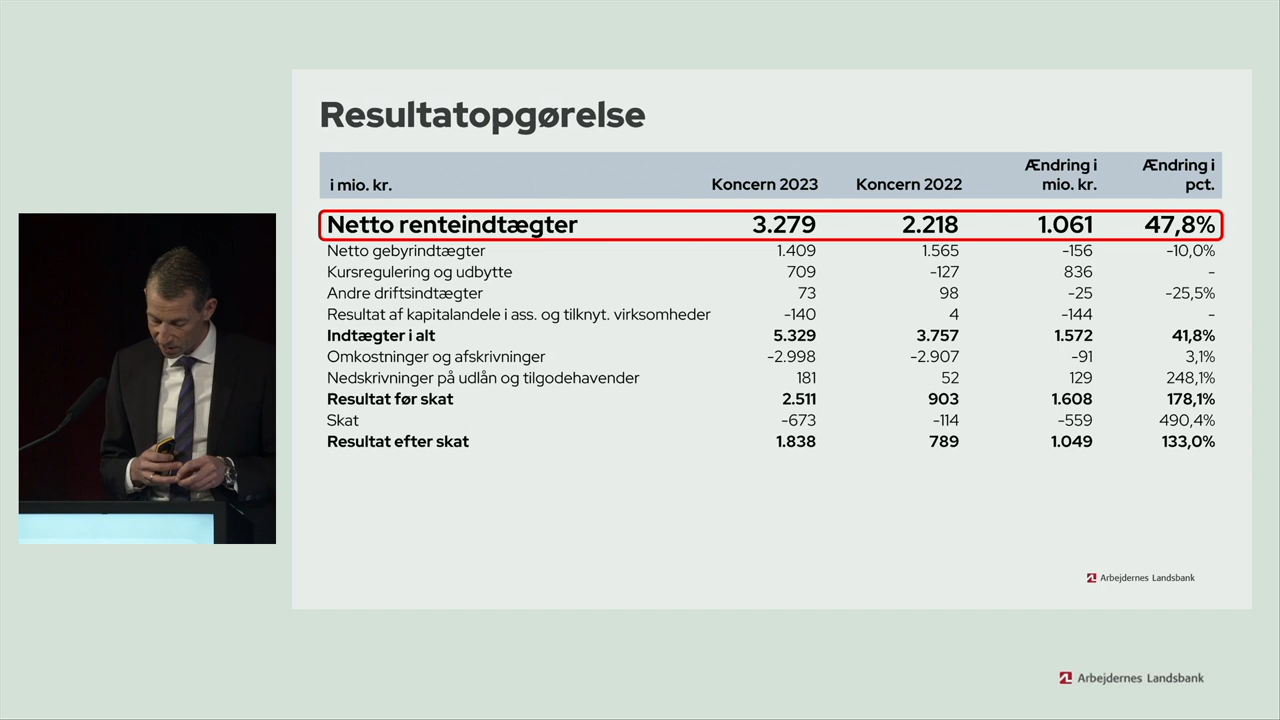 Resultatopgørelse
i mio. kr. Koncern 2023 Koncern 2022 Ændring i mio. kr. Ændring i pct.
Netto renteindtægter 3.279 2.218 1.061 47,8%
Netto gebyrindtægter 1.409 1.565 -156 -10,0%
Kursregulering og udbytte 709 -127 836 -
Andre driftsindtægter 73 98 -25 -25,5%
Resultat af kapitalandele i ass. og tilknyt. virksomheder -140 4 -144 -
Indtægter i alt 5.329 3.757 1.572 41,8%
Omkostninger og afskrivninger -2.998 -2.907 -91 3,1%
Nedskrivninger på udlån og tilgodehavender 181 52 129 248,1%
Resultat før skat 2.511 903 1.608 178,1%
Skat -673 -114 -559 490,4%
Resultat efter skat 1.838 789 1.049 133,0%
Arbejdernes Landsbank
Arbejdernes Landsbank